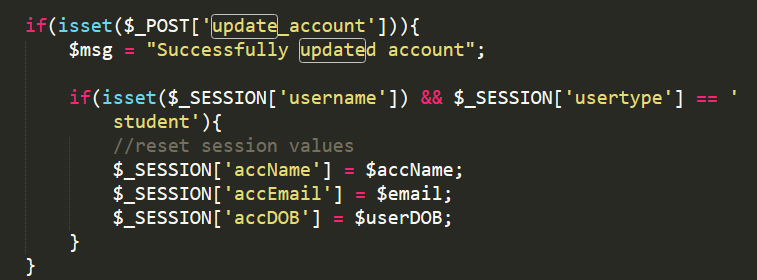 if(isset($_POST['update_account'])){
$msg = "Successfully updated account";
if(isset($_SESSION['username']) && $_SESSION['usertype'] == '
student'){
//reset session values
$_SESSION['accName'] = $accName;
$_SESSION['accEmail'] = $email;
$_SESSION['accDOB'] = $userDOB;
}
}